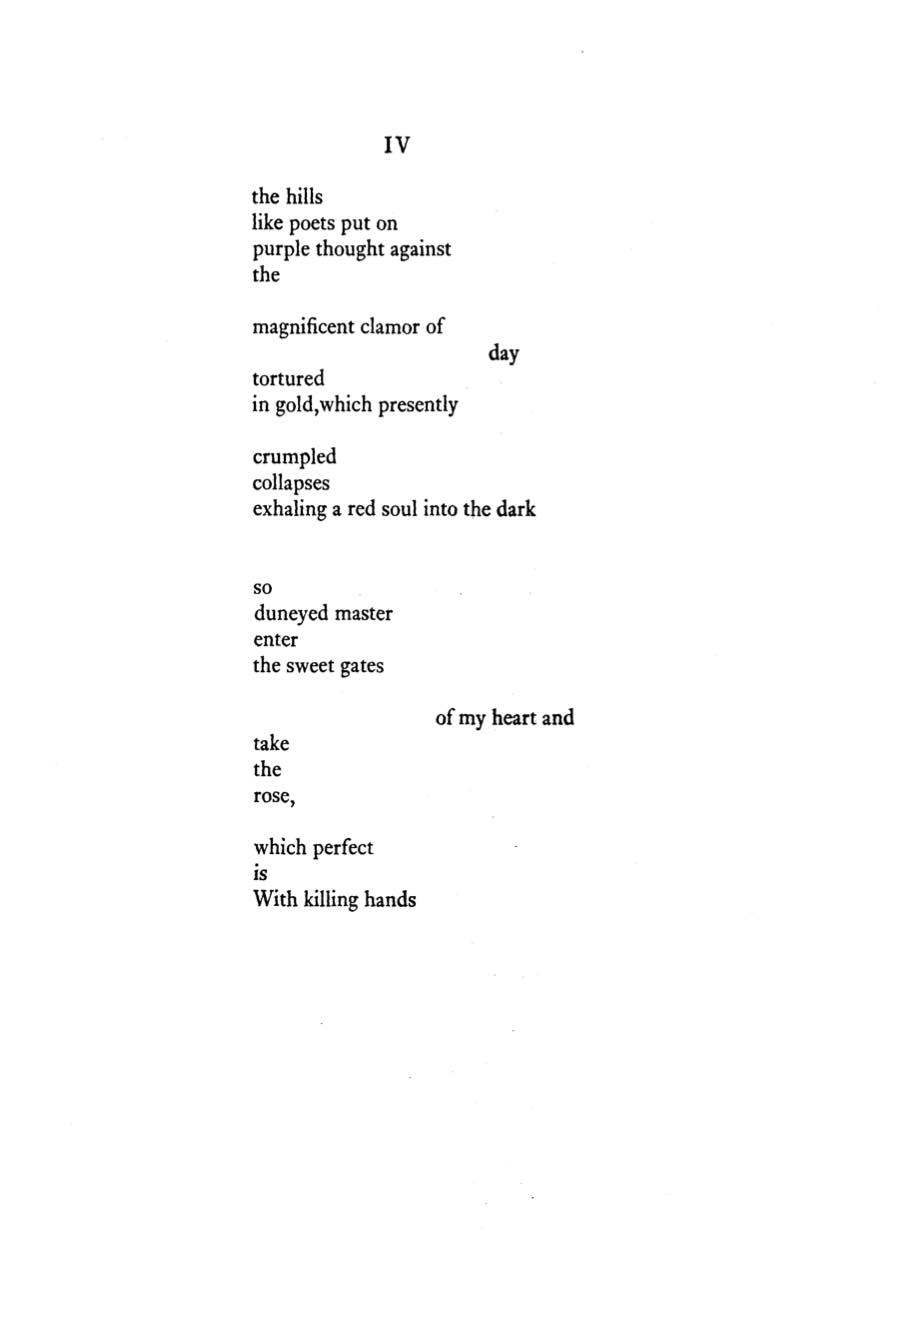 IV
the hills
like poets put on
purple thought against
the
magnificent clamor of
day
tortured
in gold,which presently
crumpled
collapses
exhaling a red soul into the dark
so
duneyed master
enter
the sweet gates
of my heart and
take
the
rose,
which perfect
is
With killing hands